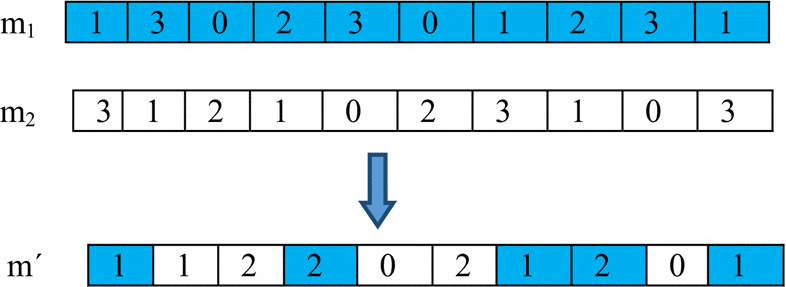 m₁ 1 3 0 2 3 0 1 2 3 1
m₂ 3 1 2 1 0 2 3 1 0 3
m´ 1 1 2 2 0 2 1 2 0 1